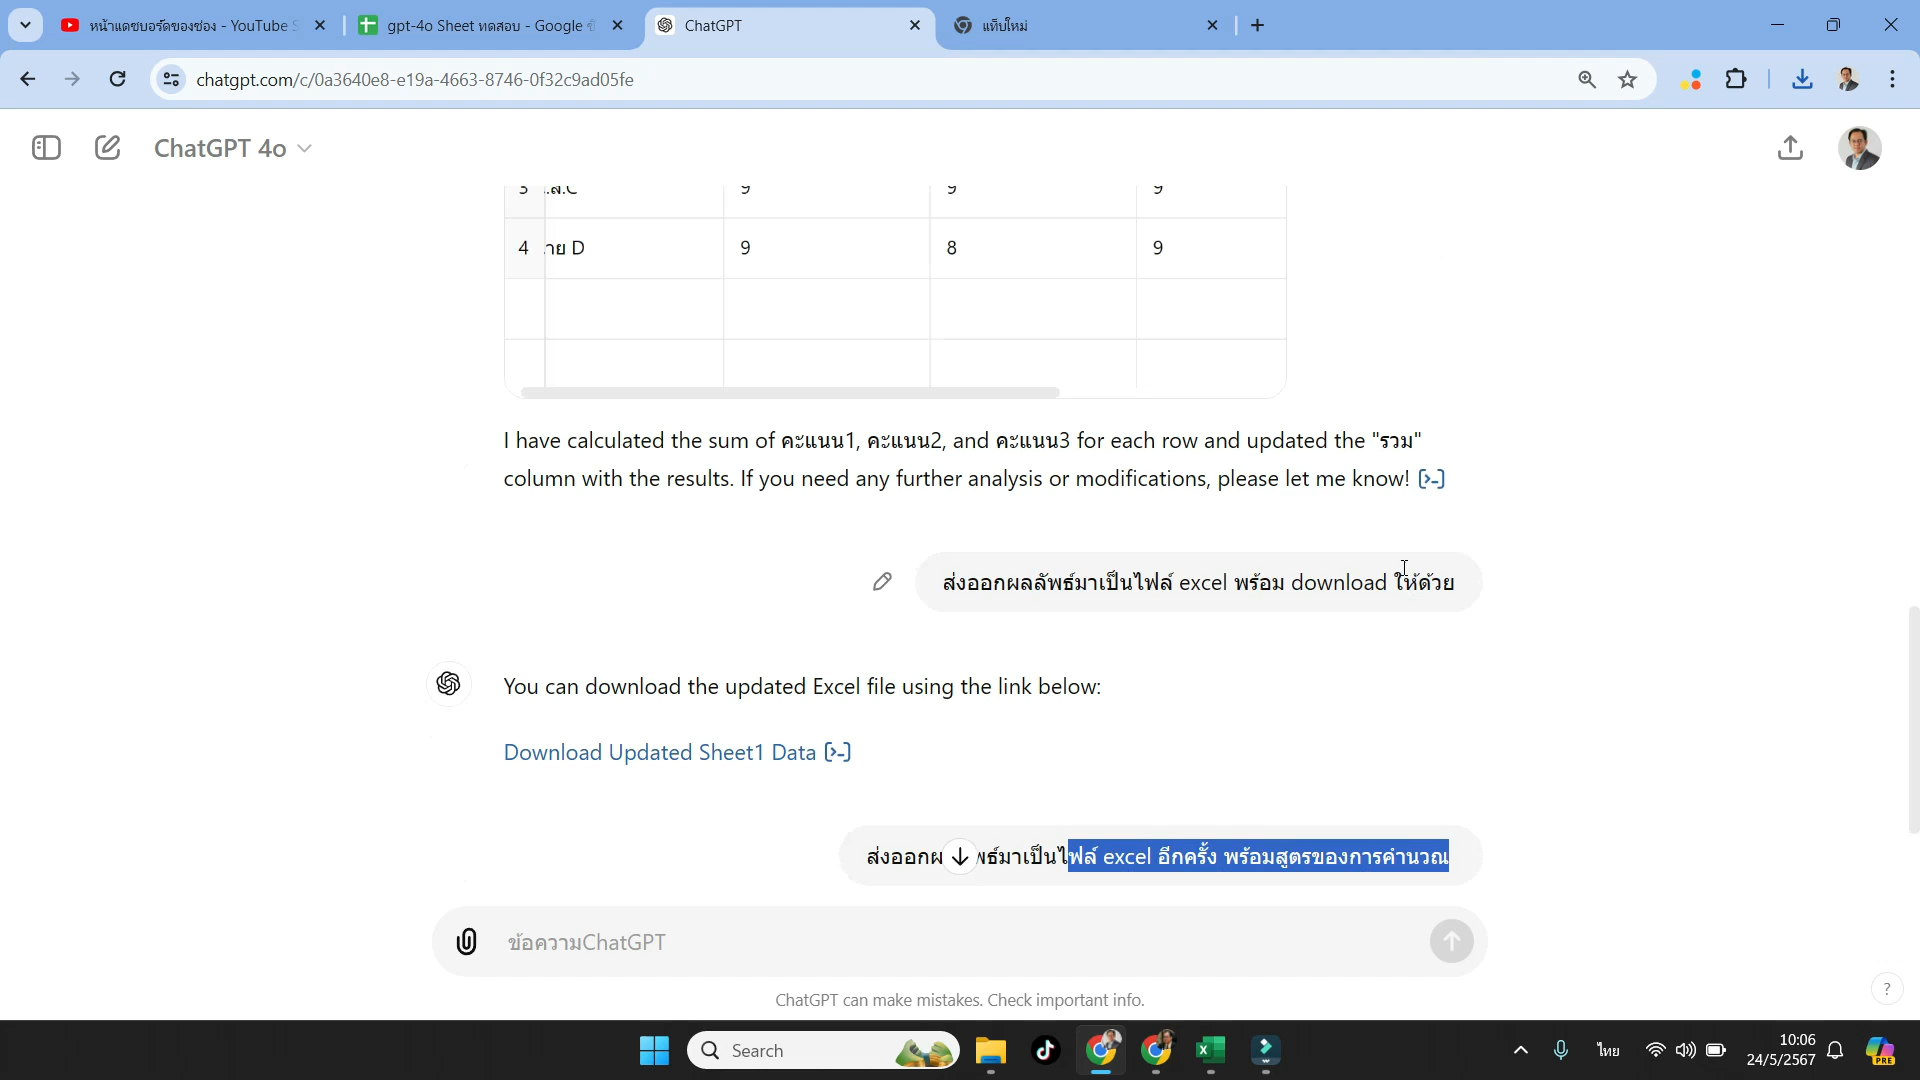 หน้าแดชบอร์ดของช่อง - YouTube
gpt-4o Sheet ทดสอบ - Google
ChatGPT
แท็บใหม่
chatgpt.com/c/0a3640e8-e19a-4663-8746-0f32c9ad05fe
ChatGPT 4o
3 .ส.C 9 9 9
4 าย D 9 8 9
I have calculated the sum of คะแนน1, คะแนน2, and คะแนน3 for each row and updated the "รวม"
column with the results. If you need any further analysis or modifications, please let me know! [>-]
ส่งออกผลลัพธ์มาเป็นไฟล์ excel พร้อม download ให้ด้วย
You can download the updated Excel file using the link below:
Download Updated Sheet1 Data [>-]
ส่งออกผ พธ์มาเป็นไฟล์ excel อีกครั้ง พร้อมสูตรของการคำนวณ
ข้อความChatGPT
ChatGPT can make mistakes. Check important info.
?
Search
ไทย
10:06
24/5/2567
PRE